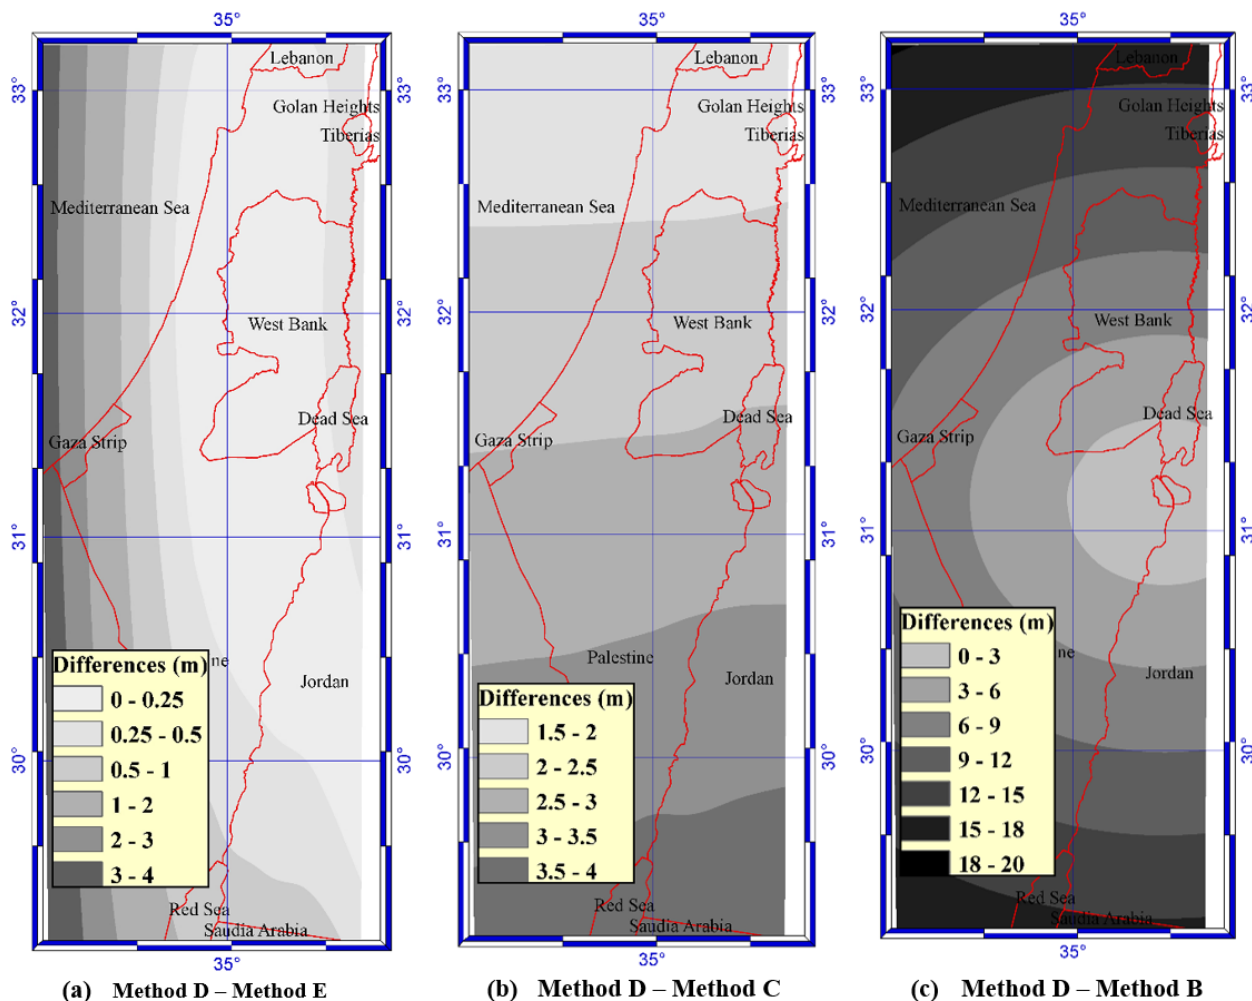 35°
35°
35°
33°
Lebanon
Golan Heights
Tiberias
33°
Mediterranean Sea
32°
West Bank
32°
Dead Sea
Gaza Strip
31°
31°
ne
Differences (m)
0 - 0.25
0.25 - 0.5
0.5 - 1
1 - 2
2 - 3
3 - 4
Jordan
30°
30°
Red Sea
Saudia Arabia
35°
(a) Method D – Method E
33°
Lebanon
Golan Heights
Tiberias
33°
Mediterranean Sea
32°
West Bank
32°
Dead Sea
Gaza Strip
31°
31°
Palestine
Jordan
Differences (m)
1.5 - 2
2 - 2.5
2.5 - 3
3 - 3.5
3.5 - 4
30°
30°
Red Sea
Saudia Arabia
35°
(b) Method D – Method C
33°
Lebanon
Golan Heights
Tiberias
33°
Mediterranean Sea
32°
West Bank
32°
Dead Sea
Gaza Strip
31°
31°
ne
Differences (m)
0 - 3
3 - 6
6 - 9
9 - 12
12 - 15
15 - 18
18 - 20
Jordan
30°
30°
Red Sea
Saudia Arabia
35°
(c) Method D – Method B